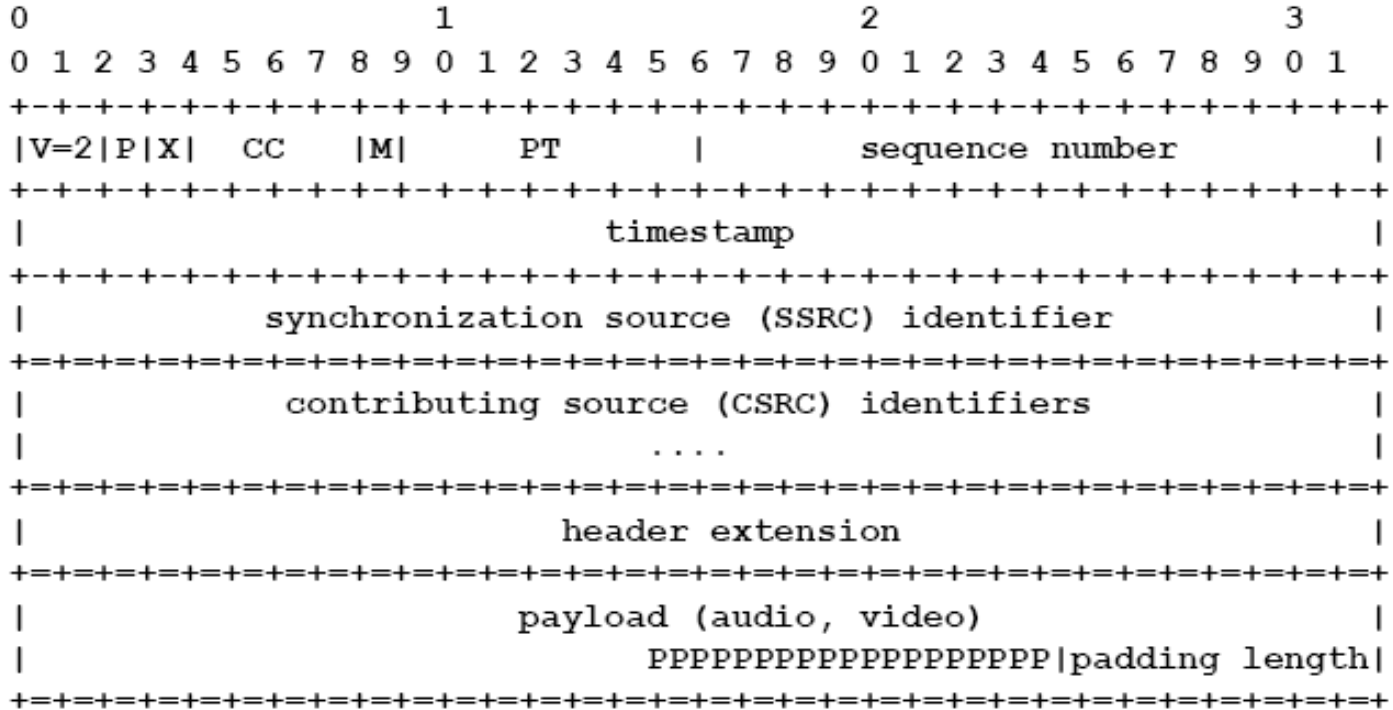 0                   1                   2                   3
0 1 2 3 4 5 6 7 8 9 0 1 2 3 4 5 6 7 8 9 0 1 2 3 4 5 6 7 8 9 0 1
+-+-+-+-+-+-+-+-+-+-+-+-+-+-+-+-+-+-+-+-+-+-+-+-+-+-+-+-+-+-+-+-+
|V=2|P|X|  CC   |M|     PT      |       sequence number         |
+-+-+-+-+-+-+-+-+-+-+-+-+-+-+-+-+-+-+-+-+-+-+-+-+-+-+-+-+-+-+-+-+
|                           timestamp                           |
+-+-+-+-+-+-+-+-+-+-+-+-+-+-+-+-+-+-+-+-+-+-+-+-+-+-+-+-+-+-+-+-+
|           synchronization source (SSRC) identifier            |
+=+=+=+=+=+=+=+=+=+=+=+=+=+=+=+=+=+=+=+=+=+=+=+=+=+=+=+=+=+=+=+=+
|            contributing source (CSRC) identifiers             |
|                             ....                              |
+=+=+=+=+=+=+=+=+=+=+=+=+=+=+=+=+=+=+=+=+=+=+=+=+=+=+=+=+=+=+=+=+
|                         header extension                      |
+=+=+=+=+=+=+=+=+=+=+=+=+=+=+=+=+=+=+=+=+=+=+=+=+=+=+=+=+=+=+=+=+
|                       payload (audio, video)                  |
|                             PPPPPPPPPPPPPPPPPPP|padding length|
+=+=+=+=+=+=+=+=+=+=+=+=+=+=+=+=+=+=+=+=+=+=+=+=+=+=+=+=+=+=+=+=+